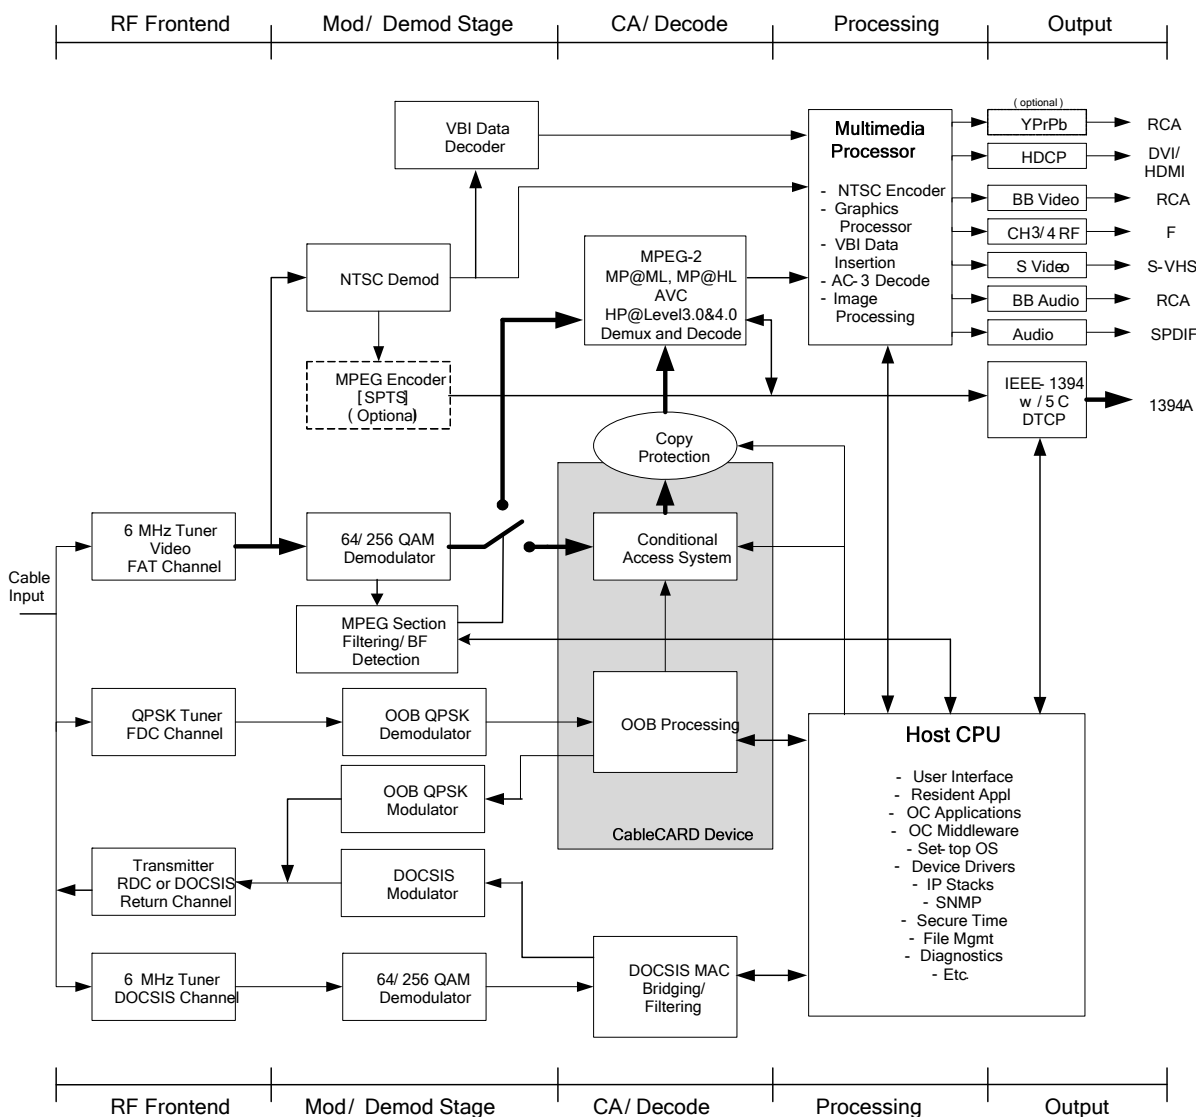 RF Frontend
Mod/ Demod Stage
CA/ Decode
Processing
Output
VBI Data
Decoder
Multimedia
Processor
- NTSC Encoder
- Graphics
Processor
- VBI Data
Insertion
- AC-3 Decode
- Image
Processing
( optional)
YPrPb
RCA
HDCP
DVI/
HDMI
BB Video
RCA
CH3/ 4 RF
F
S Video
S-VHS
BB Audio
RCA
Audio
SPDIF
NTSC Demod
MPEG-2
MP@ML, MP@HL
AVC
HP@Level3.0&4.0
Demux and Decode
MPEG Encoder
[ SPTS]
( Optional)
IEEE- 1394
w / 5 C
DTCP
1394A
Copy
Protection
Cable
Input
6 MHz Tuner
Video
FAT Channel
64/ 256 QAM
Demodulator
Conditional
Access System
MPEG Section
Filtering/ BF
Detection
QPSK Tuner
FDC Channel
OOB QPSK
Demodulator
OOB Processing
OOB QPSK
Modulator
CableCARD Device
Host CPU
- User Interface
- Resident Appl
- OC Applications
- OC Middleware
- Set- top OS
- Device Drivers
- IP Stacks
- SNMP
- Secure Time
- File Mgmt
- Diagnostics
- Etc.
Transmitter
RDC or DOCSIS
Return Channel
DOCSIS
Modulator
6 MHz Tuner
DOCSIS Channel
64/ 256 QAM
Demodulator
DOCSIS MAC
Bridging/
Filtering
RF Frontend
Mod/ Demod Stage
CA/ Decode
Processing
Output